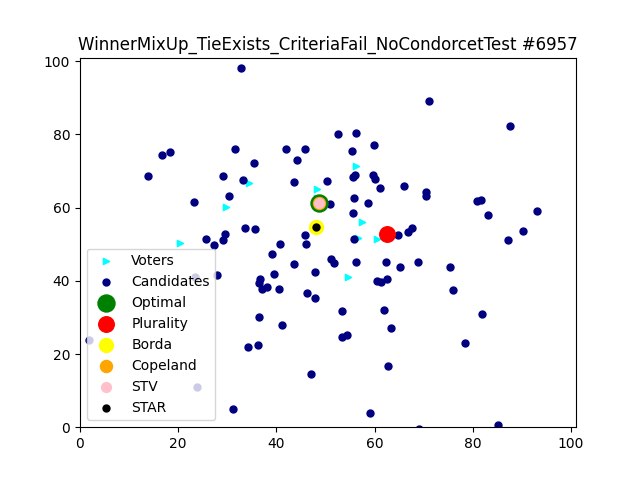 WinnerMixUp_TieExists_CriteriaFail_NoCondorcetTest #6957
100
80
60
40
20
0
Voters
Candidates
Optimal
Plurality
Borda
Copeland
STV
STAR
0 20 40 60 80 100